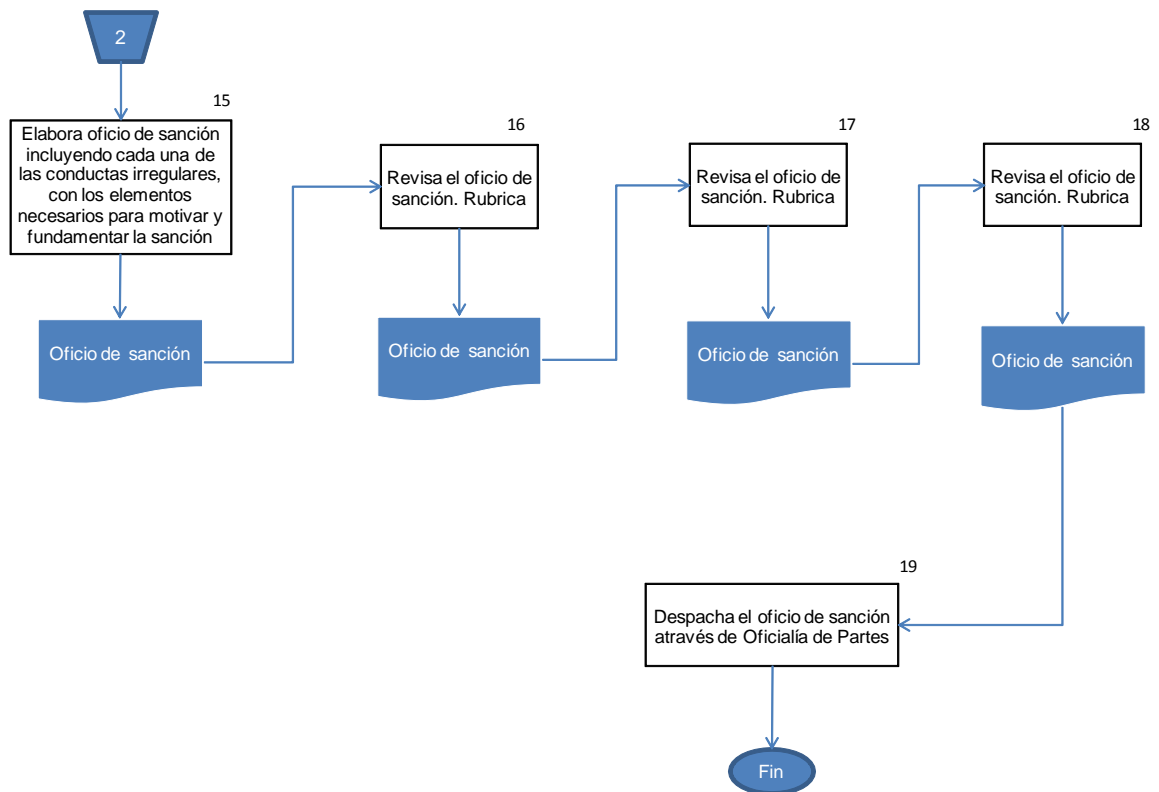 2
15
Elabora oficio de sanción
incluyendo cada una de
las conductas irregulares,
con los elementos
necesarios para motivar y
fundamentar la sanción
Oficio de sanción
16
Revisa el oficio de
sanción. Rubrica
Oficio de sanción
17
Revisa el oficio de
sanción. Rubrica
Oficio de sanción
18
Revisa el oficio de
sanción. Rubrica
Oficio de sanción
19
Despacha el oficio de sanción
através de Oficialía de Partes
Fin